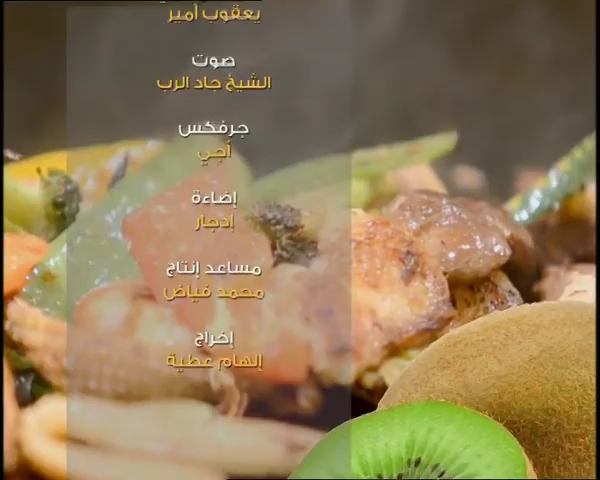 يعقوب أمير
صوت
الشيخ جاد الرب
جرفكس
أجي
إضاءة
إدجار
مساعد إنتاج
محمد فياض
إخراج
إلهام عطية